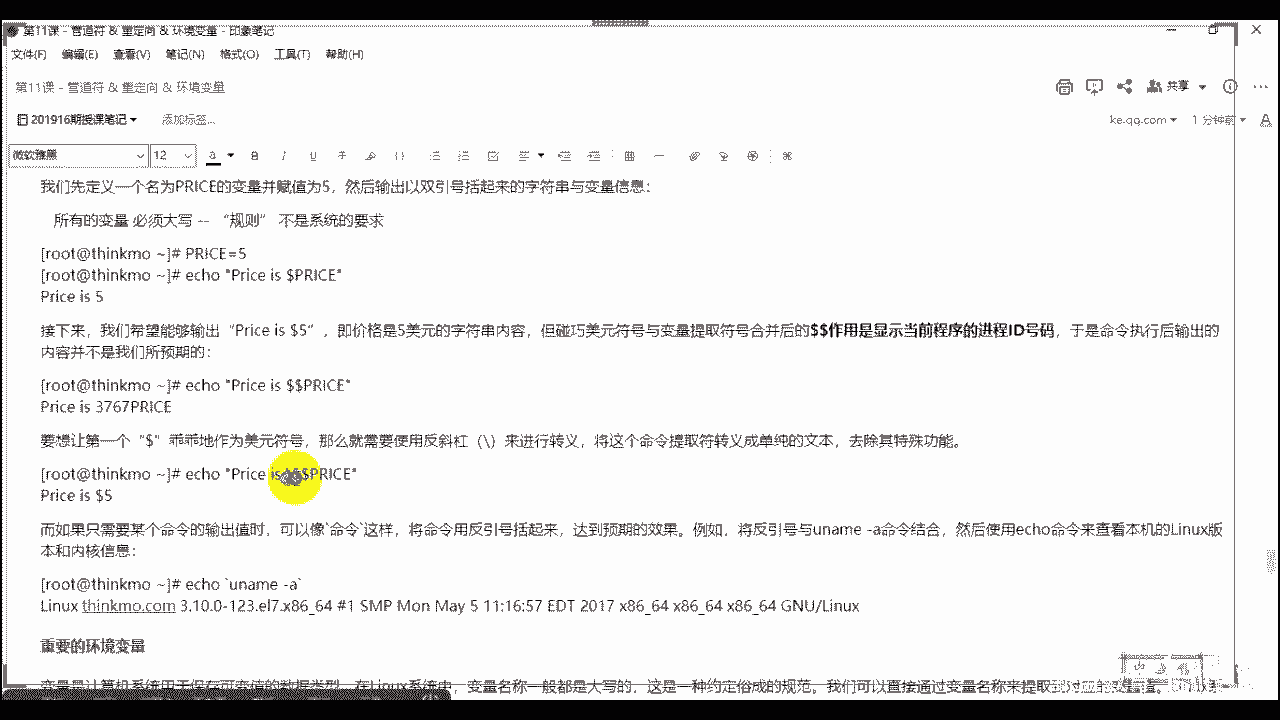 第11课 - 管道符 & 重定向 & 环境变量 - 印象笔记
文件(F) 编辑(E) 查看(V) 笔记(N) 格式(O) 工具(T) 帮助(H)
第11课 - 管道符 & 重定向 & 环境变量
共享
201916期授课笔记 添加标签...
ke.qq.com 1 分钟前
微软雅黑 12
我们先定义一个名为PRICE的变量并赋值为5，然后输出以双引号括起来的字符串与变量信息：
所有的变量 必须大写 -- “规则” 不是系统的要求
[root@thinkmo ~]# PRICE=5
[root@thinkmo ~]# echo "Price is $PRICE"
Price is 5
接下来，我们希望能够输出“Price is $5”，即价格是5美元的字符串内容，但碰巧美元符号与变量提取符号合并后的$$作用是显示当前程序的进程ID号码，于是命令执行后输出的
内容并不是我们所预期的：
[root@thinkmo ~]# echo "Price is $$PRICE"
Price is 3767PRICE
要想让第一个“$”乖乖地作为美元符号，那么就需要使用反斜杠（\）来进行转义，将这个命令提取符转义成单纯的文本，去除其特殊功能。
[root@thinkmo ~]# echo "Price is \$$PRICE"
Price is $5
而如果只需要某个命令的输出值时，可以像`命令`这样，将命令用反引号括起来，达到预期的效果。例如，将反引号与uname -a命令结合，然后使用echo命令来查看本机的Linux版
本和内核信息：
[root@thinkmo ~]# echo `uname -a`
Linux thinkmo.com 3.10.0-123.el7.x86_64 #1 SMP Mon May 5 11:16:57 EDT 2017 x86_64 x86_64 x86_64 GNU/Linux
重要的环境变量
变量是计算机系统用于保存可变值的数据类型。在Linux系统中，变量名称一般都是大写的，这是一种约定俗成的规范。我们可以直接通过变量名称来提取到对应的变量值。